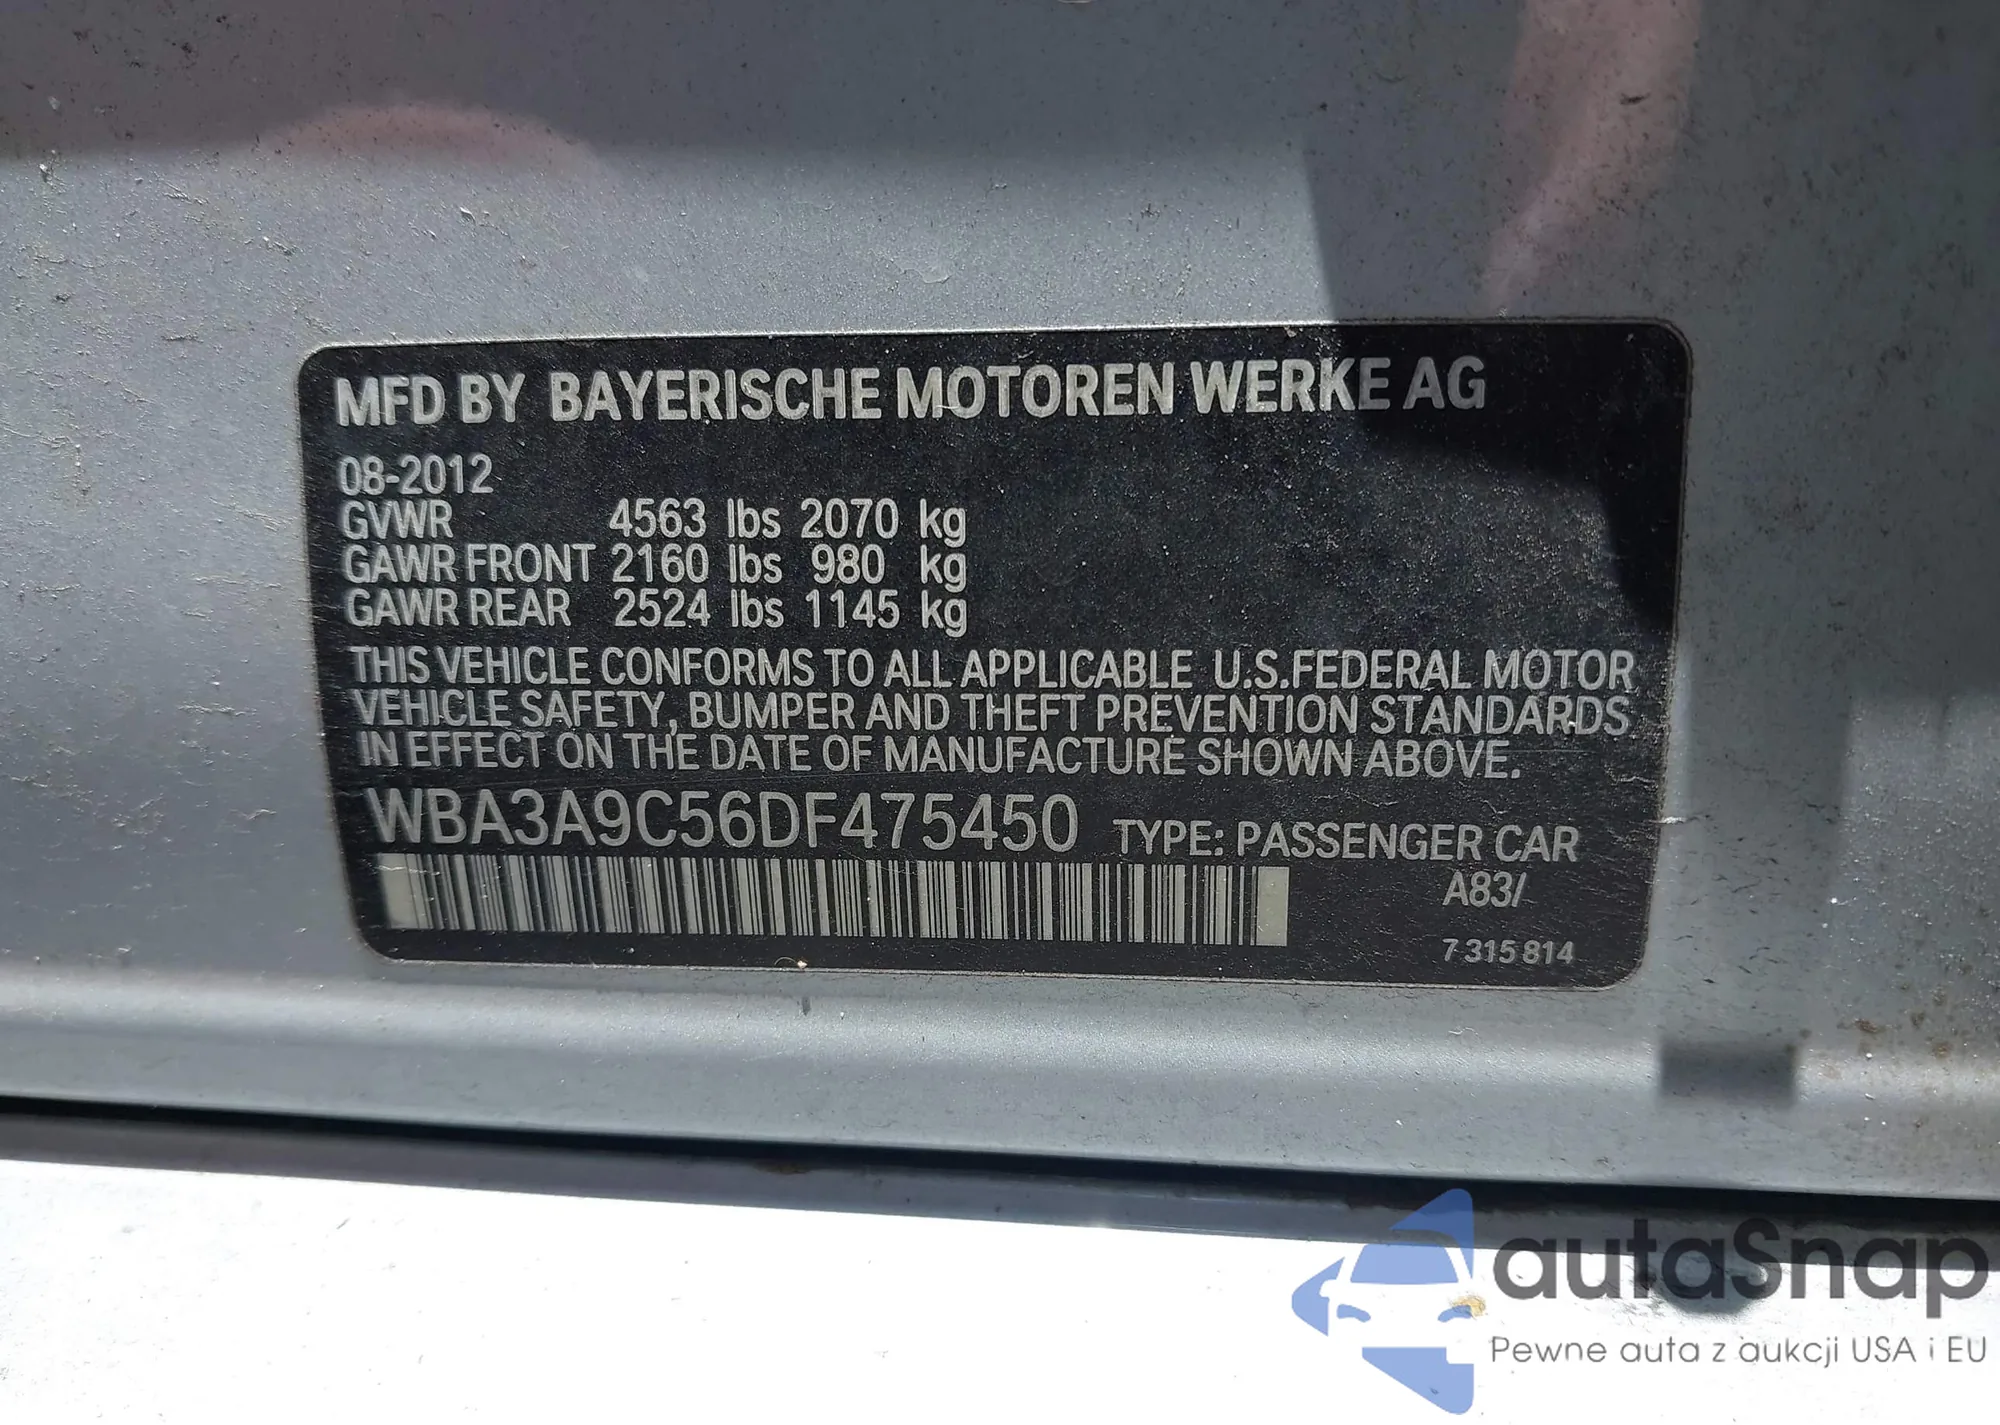 MFD BY BAYERISCHE MOTOREN WERKE AG
08-2012
GVWR 4563 lbs 2070 kg
GAWR FRONT 2160 lbs 980 kg
GAWR REAR 2524 lbs 1145 kg
THIS VEHICLE CONFORMS TO ALL APPLICABLE U.S.FEDERAL MOTOR
VEHICLE SAFETY, BUMPER AND THEFT PREVENTION STANDARDS
IN EFFECT ON THE DATE OF MANUFACTURE SHOWN ABOVE.
WBA3A9C56DF475450 TYPE: PASSENGER CAR
A83/
7 315 814
autaSnap
Pewne auta z aukcji USA i EU